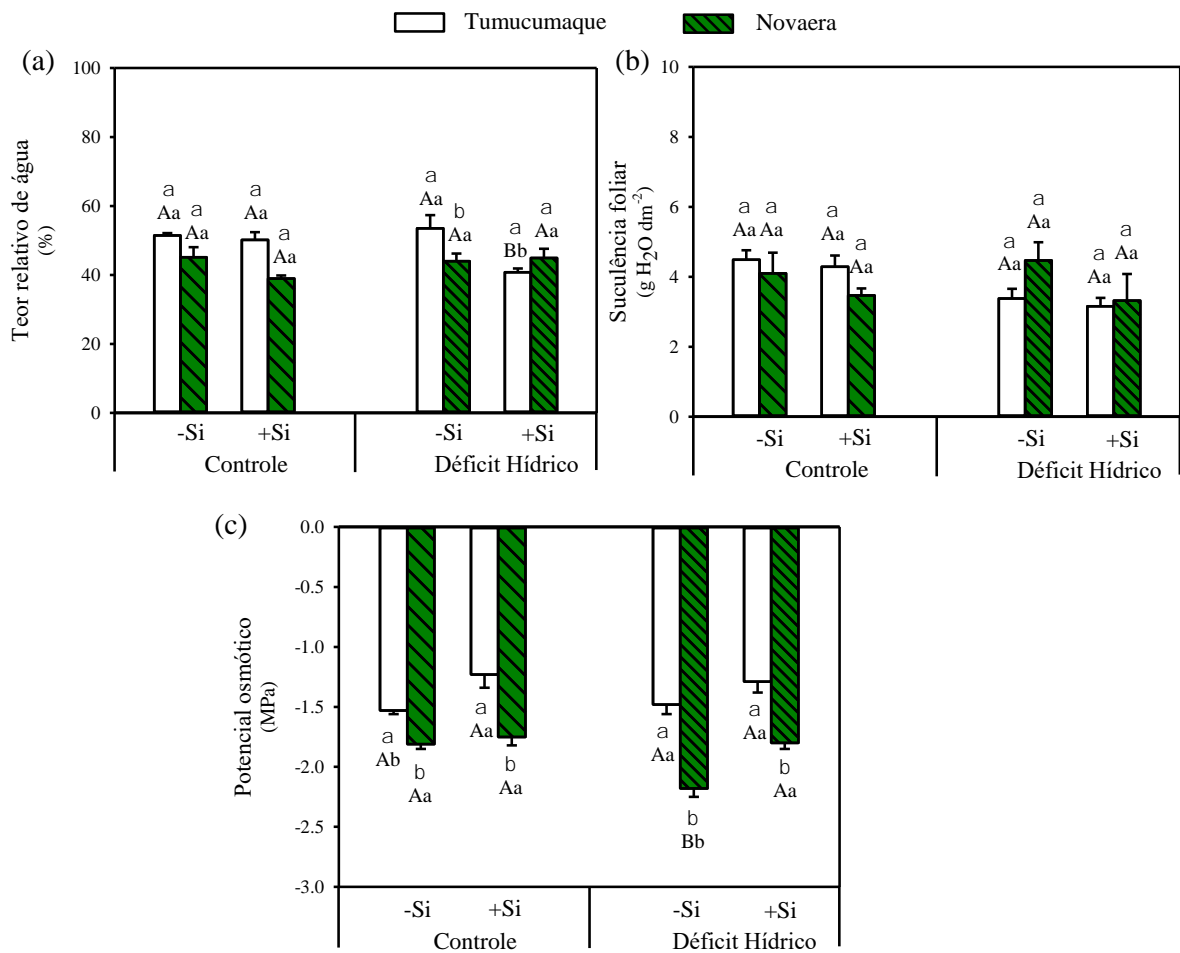 Tumucumaque Novaera
(a)
Teor relativo de água
(%)
100
80
60
40
20
0
a
Aa
a
Aa
a
Aa
a
Aa
a
Aa
b
Aa
a
Bb
a
Aa
-Si +Si -Si +Si
Controle Déficit Hídrico
(b)
Suculência foliar
(g H₂O dm⁻²)
10
8
6
4
2
0
a a a a
Aa Aa Aa Aa
a
Aa
a
Aa
a
Aa
a
Aa
-Si +Si -Si +Si
Controle Déficit Hídrico
(c)
Potencial osmótico
(MPa)
0.0
-0.5
-1.0
-1.5
-2.0
-2.5
-3.0
a
Ab
b
Aa
a
Aa
b
Aa
a
Aa
b
Bb
a
Aa
b
Aa
-Si +Si -Si +Si
Controle Déficit Hídrico